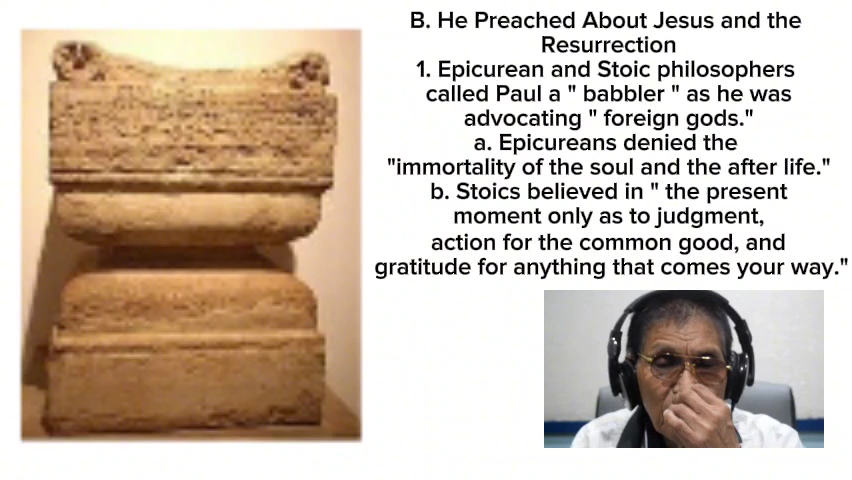 B. He Preached About Jesus and the
Resurrection
1. Epicurean and Stoic philosophers
called Paul a " babbler " as he was
advocating " foreign gods."
a. Epicureans denied the
"immortality of the soul and the after life."
b. Stoics believed in " the present
moment only as to judgment,
action for the common good, and
gratitude for anything that comes your way."